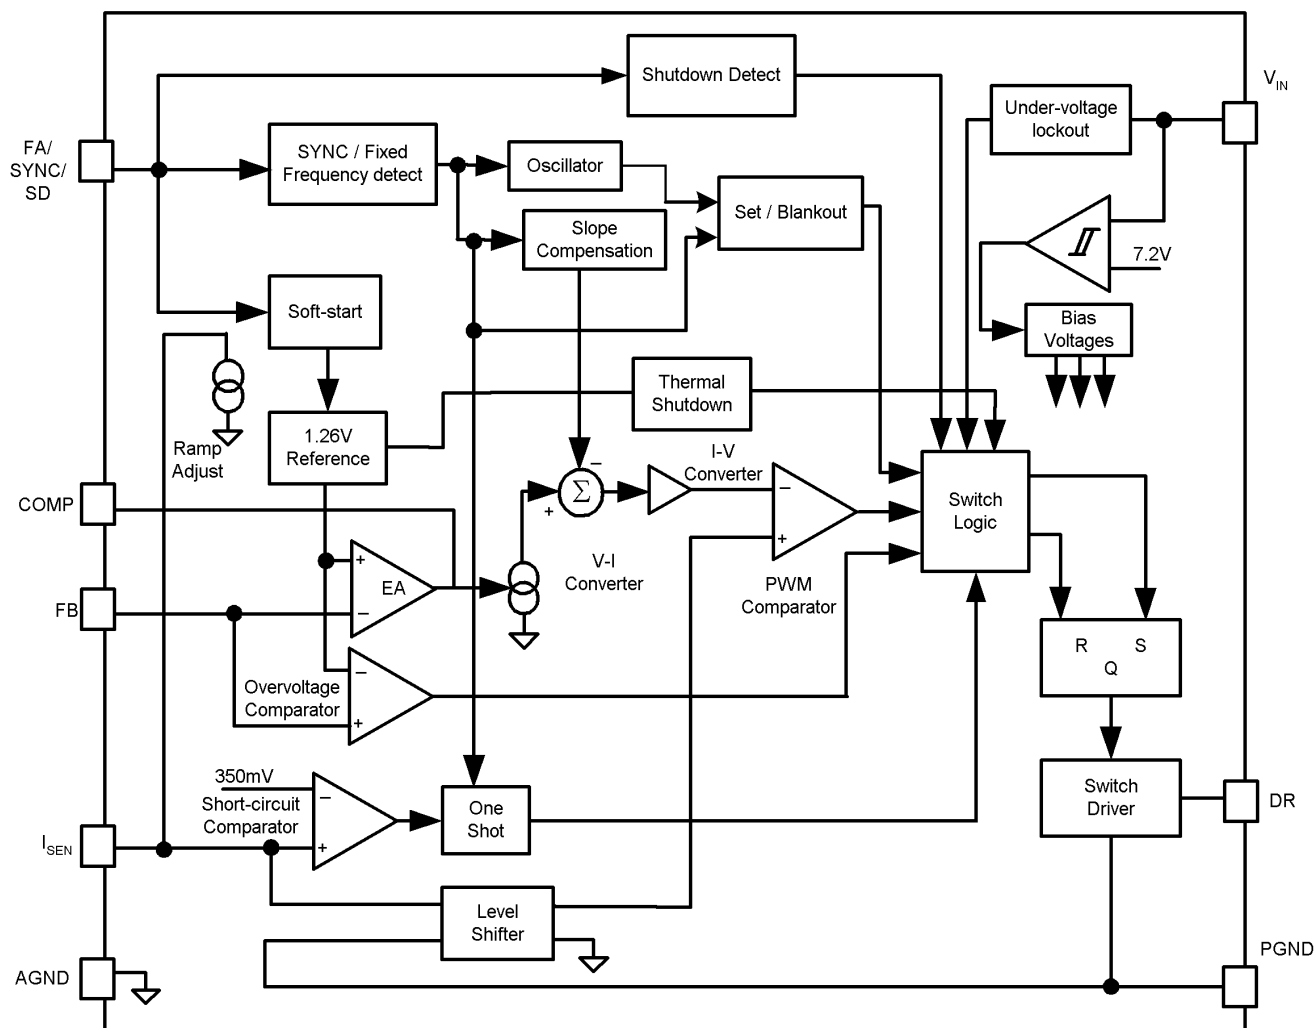 Shutdown Detect
V_IN
Under-voltage
lockout
FA/
SYNC/
SD
SYNC / Fixed
Frequency detect
Oscillator
Set / Blankout
Slope
Compensation
7.2V
Soft-start
Bias
Voltages
Thermal
Shutdown
Ramp
Adjust
1.26V
Reference
I-V
Converter
COMP
Σ
−
+
−
+
Switch
Logic
V-I
Converter
PWM
Comparator
+
EA
−
FB
R
S
Q
Overvoltage
Comparator
−
+
350mV
Short-circuit
Comparator
−
+
One
Shot
Switch
Driver
DR
I_SEN
Level
Shifter
PGND
AGND